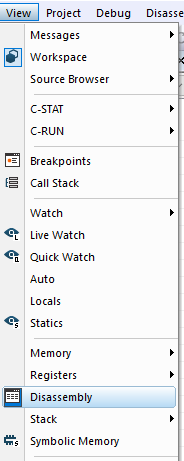 View Project Debug Disasse
Messages
Workspace
Source Browser
C-STAT
C-RUN
Breakpoints
Call Stack
Watch
Live Watch
Quick Watch
Auto
Locals
Statics
Memory
Registers
Disassembly
Stack
Symbolic Memory